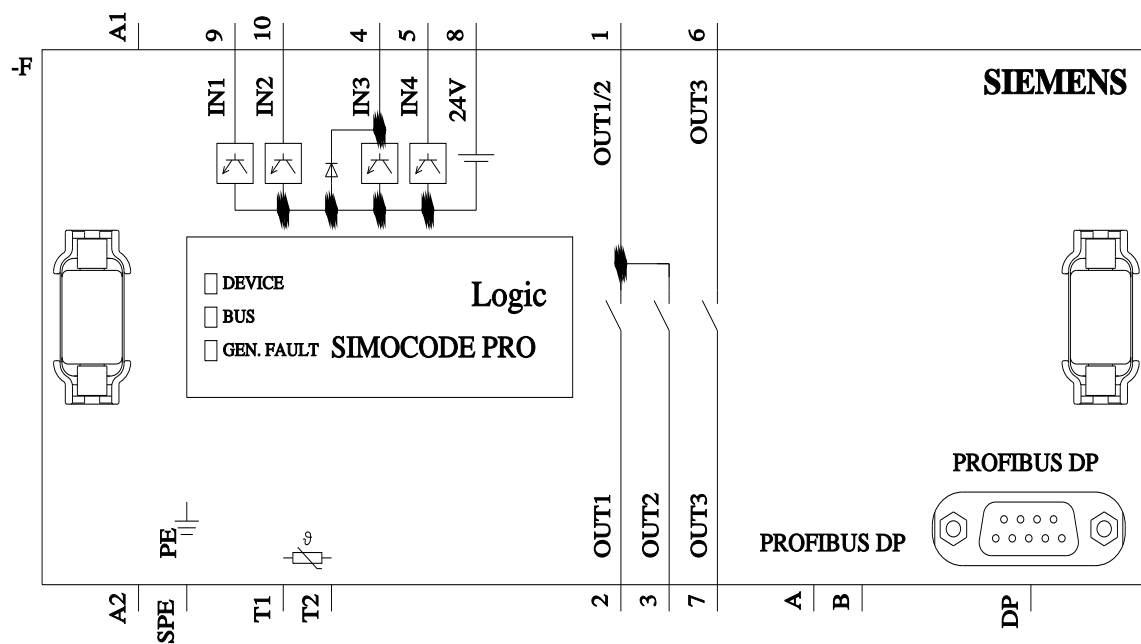 A1
9
10
4
5
8
1
6
-F
IN1
IN2
IN3
IN4
24V
OUT1/2
OUT3
SIEMENS
DEVICE
BUS
GEN. FAULT
Logic
SIMOCODE PRO
PROFIBUS DP
PE
ϑ
OUT1
OUT2
OUT3
PROFIBUS DP
A2
SPE
T1
T2
2
3
7
A
B
DP